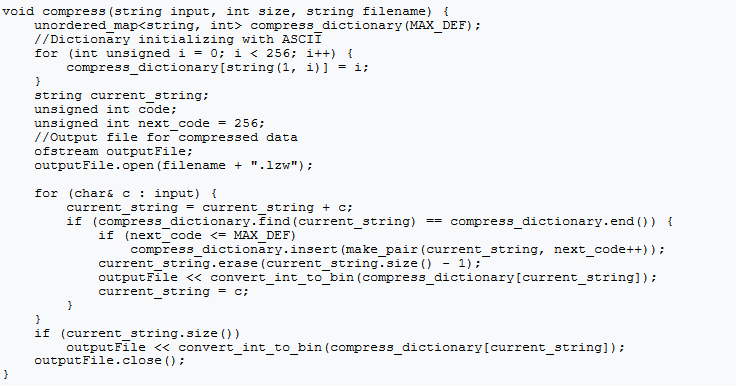 void compress(string input, int size, string filename) {
    unordered_map<string, int> compress_dictionary(MAX_DEF);
    //Dictionary initializing with ASCII
    for (int unsigned i = 0; i < 256; i++) {
        compress_dictionary[string(1, i)] = i;
    }
    string current_string;
    unsigned int code;
    unsigned int next_code = 256;
    //Output file for compressed data
    ofstream outputFile;
    outputFile.open(filename + ".lzw");

    for (char& c : input) {
        current_string = current_string + c;
        if (compress_dictionary.find(current_string) == compress_dictionary.end()) {
            if (next_code <= MAX_DEF)
                compress_dictionary.insert(make_pair(current_string, next_code++));
            current_string.erase(current_string.size() - 1);
            outputFile << convert_int_to_bin(compress_dictionary[current_string]);
            current_string = c;
        }
    }
    if (current_string.size())
        outputFile << convert_int_to_bin(compress_dictionary[current_string]);
    outputFile.close();
}